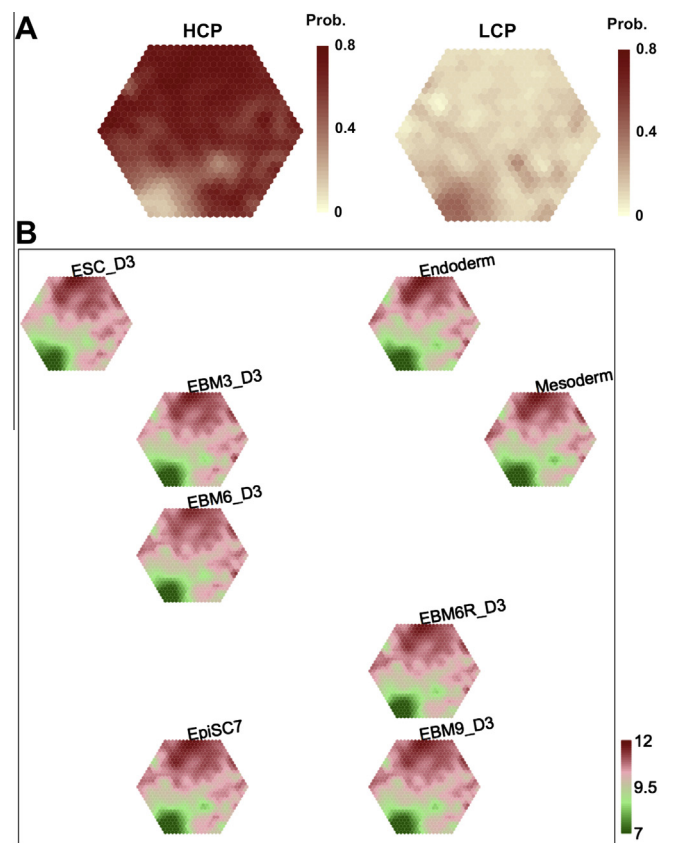 A
HCP
Prob.
0.8
0.4
0
LCP
Prob.
0.8
0.4
0
B
ESC_D3
Endoderm
EBM3_D3
Mesoderm
EBM6_D3
EBM6R_D3
EpiSC7
EBM9_D3
12
9.5
7